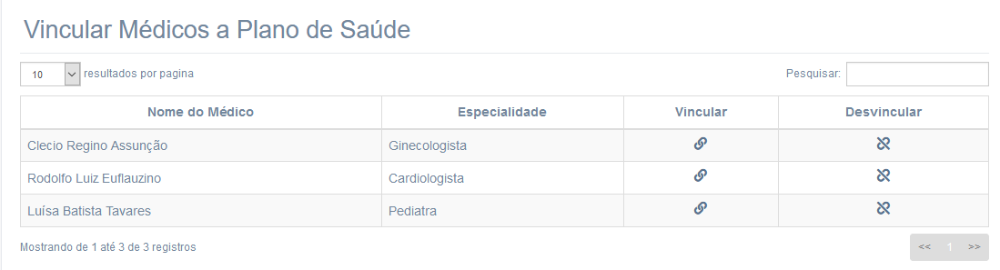 Vincular Médicos a Plano de Saúde
10 resultados por pagina Pesquisar:
Nome do Médico Especialidade Vincular Desvincular
Clecio Regino Assunção Ginecologista
Rodolfo Luiz Euflauzino Cardiologista
Luísa Batista Tavares Pediatra
Mostrando de 1 até 3 de 3 registros << 1 >>